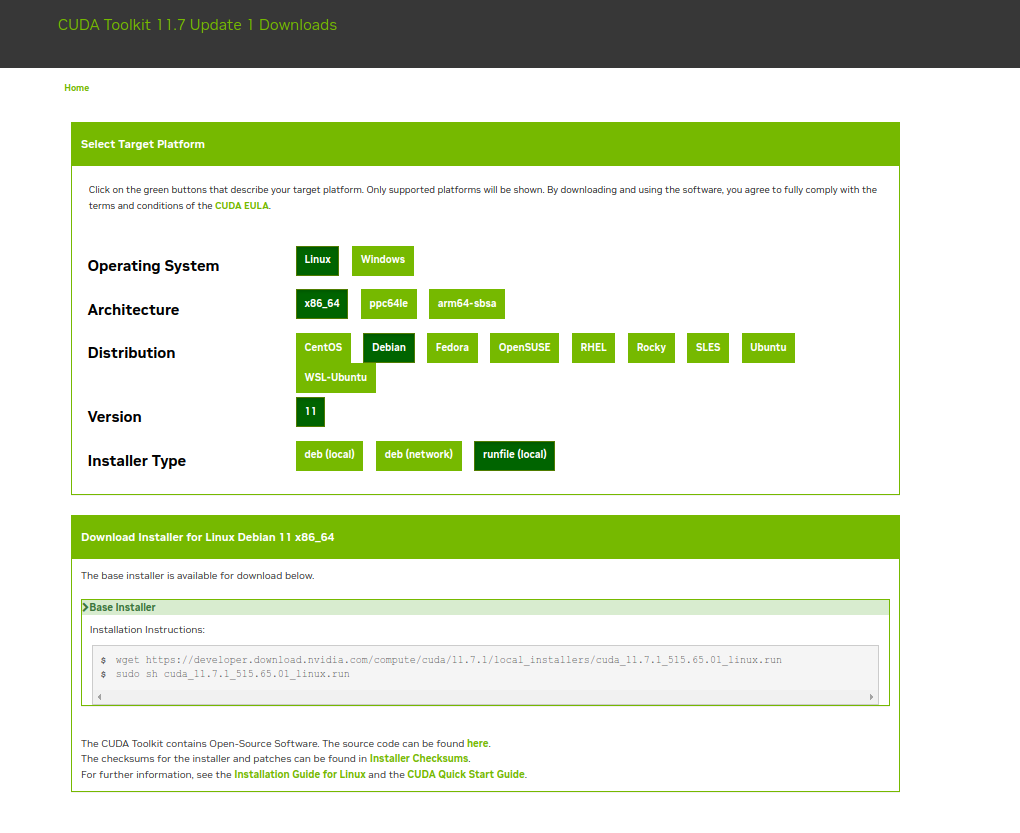 CUDA Toolkit 11.7 Update 1 Downloads
Home
Select Target Platform
Click on the green buttons that describe your target platform. Only supported platforms will be shown. By downloading and using the software, you agree to fully comply with the
terms and conditions of the CUDA EULA.
Operating System Linux Windows
Architecture x86_64 ppc64le arm64-sbsa
Distribution CentOS Debian Fedora OpenSUSE RHEL Rocky SLES Ubuntu
WSL-Ubuntu
Version 11
Installer Type deb (local) deb (network) runfile (local)
Download Installer for Linux Debian 11 x86_64
The base installer is available for download below.
Base Installer
Installation Instructions:
$ wget https://developer.download.nvidia.com/compute/cuda/11.7.1/local_installers/cuda_11.7.1_515.65.01_linux.run
$ sudo sh cuda_11.7.1_515.65.01_linux.run
The CUDA Toolkit contains Open-Source Software. The source code can be found here.
The checksums for the installer and patches can be found in Installer Checksums.
For further information, see the Installation Guide for Linux and the CUDA Quick Start Guide.